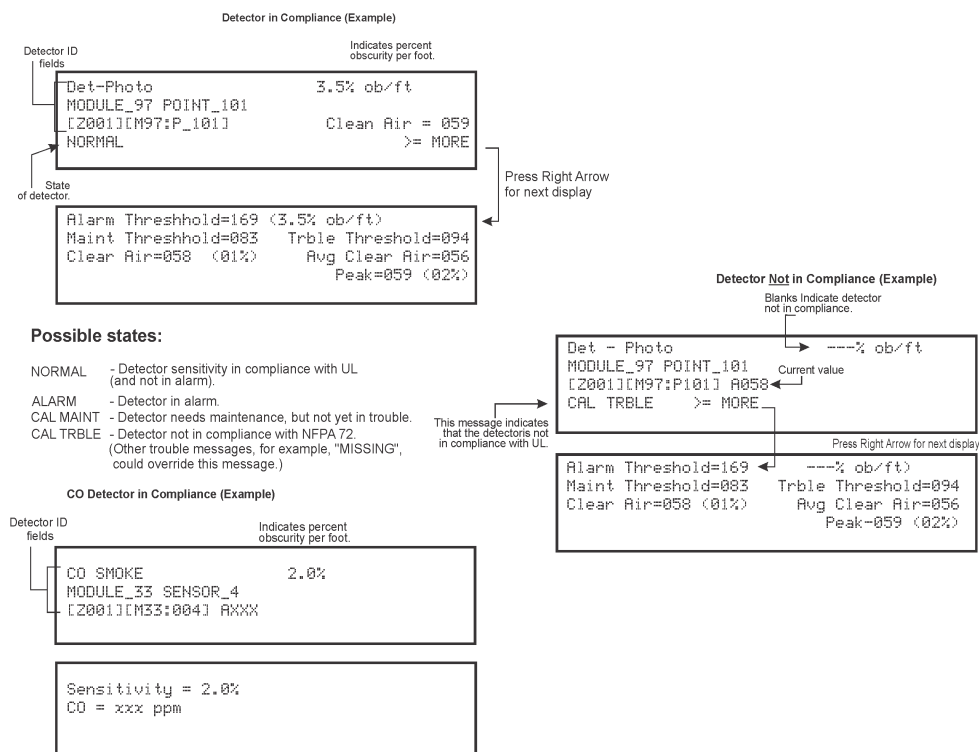 Detector in Compliance (Example)
Detector ID
fields
Indicates percent
obscurity per foot.
Det-Photo 3.5% ob/ft
MODULE_97 POINT_101
[Z001][M97:P_101] Clean Air = 059
NORMAL >= MORE
State
of detector.
Press Right Arrow
for next display
Alarm Threshhold=169 (3.5% ob/ft)
Maint Threshhold=083 Trble Threshold=094
Clear Air=058 (01%) Avg Clear Air=056
Peak=059 (02%)
Possible states:
NORMAL - Detector sensitivity in compliance with UL
(and not in alarm).
ALARM - Detector in alarm.
CAL MAINT - Detector needs maintenance, but not yet in trouble.
CAL TRBLE - Detector not in compliance with NFPA 72.
(Other trouble messages, for example, "MISSING",
could override this message.)
Detector Not in Compliance (Example)
Blanks Indicate detector
not in compliance.
Det - Photo ---% ob/ft
MODULE_97 POINT_101
Current value
[Z001][M97:P101] A058
CAL TRBLE >= MORE
This message indicates
that the detectoris not
in compliance with UL.
Press Right Arrow for next display
Alarm Threshold=169 ---% ob/ft)
Maint Threshold=083 Trble Threshold=094
Clear Air=058 (01%) Avg Clear Air=056
Peak-059 (02%)
CO Detector in Compliance (Example)
Detector ID
fields
Indicates percent
obscurity per foot.
CO SMOKE 2.0%
MODULE_33 SENSOR_4
[Z001][M33:004] AXXX
Sensitivity = 2.0%
CO = xxx ppm